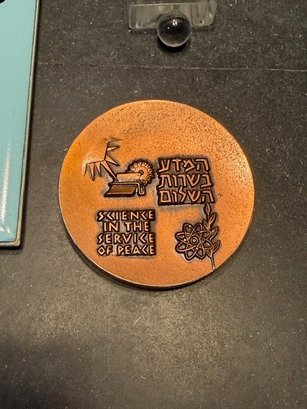 המדע
בשרות
השלום
SCIENCE
IN THE
SERVICE
OF PEACE